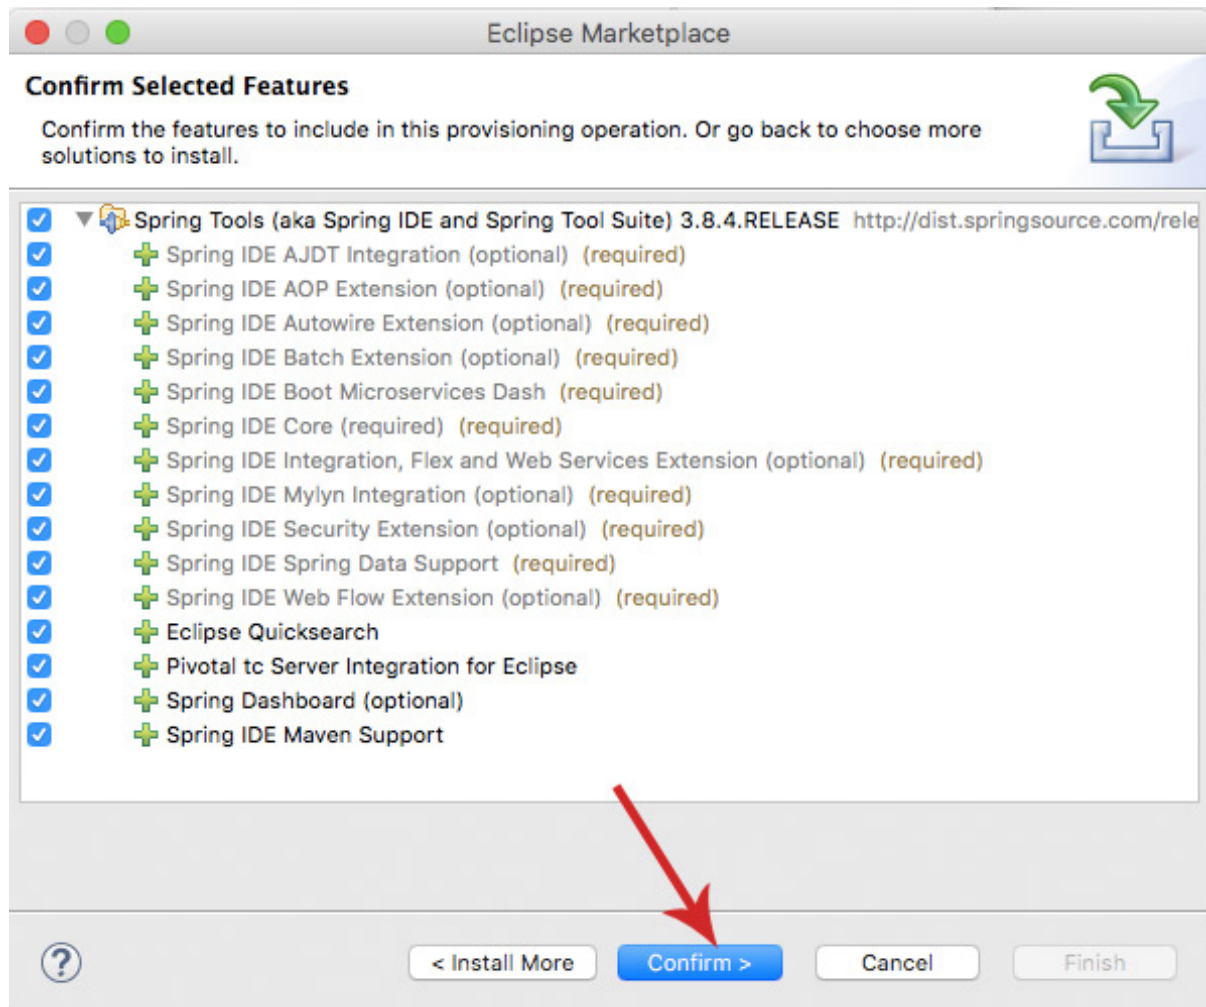 Eclipse Marketplace
Confirm Selected Features
Confirm the features to include in this provisioning operation. Or go back to choose more
solutions to install.
Spring Tools (aka Spring IDE and Spring Tool Suite) 3.8.4.RELEASE http://dist.springsource.com/rele
Spring IDE AJDT Integration (optional) (required)
Spring IDE AOP Extension (optional) (required)
Spring IDE Autowire Extension (optional) (required)
Spring IDE Batch Extension (optional) (required)
Spring IDE Boot Microservices Dash (required)
Spring IDE Core (required) (required)
Spring IDE Integration, Flex and Web Services Extension (optional) (required)
Spring IDE Mylyn Integration (optional) (required)
Spring IDE Security Extension (optional) (required)
Spring IDE Spring Data Support (required)
Spring IDE Web Flow Extension (optional) (required)
Eclipse Quicksearch
Pivotal tc Server Integration for Eclipse
Spring Dashboard (optional)
Spring IDE Maven Support
? < Install More Confirm > Cancel Finish